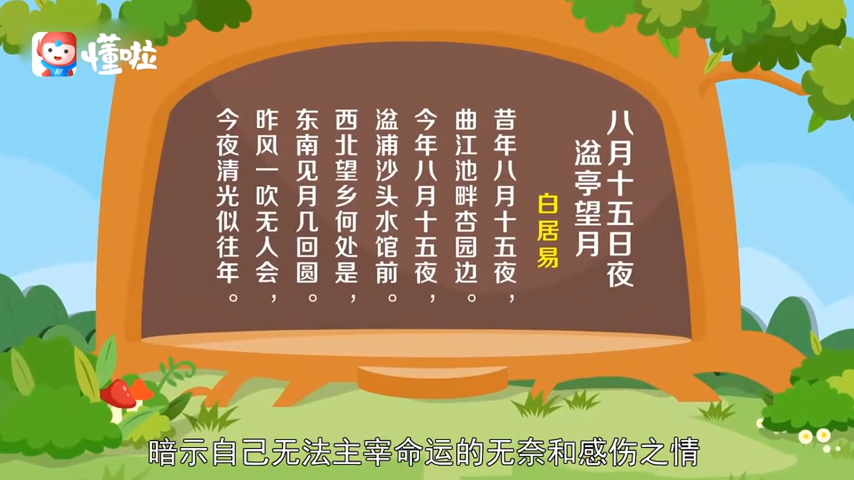 懂啦
八月十五日夜
湓亭望月
白居易
昔年八月十五夜，
曲江池畔杏园边。
今年八月十五夜，
湓浦沙头水馆前。
西北望乡何处是，
东南见月几回圆。
昨风一吹无人会，
今夜清光似往年。
暗示自己无法主宰命运的无奈和感伤之情